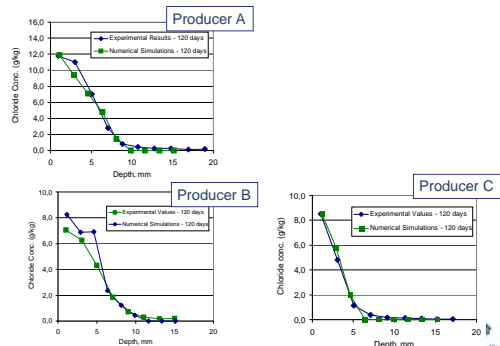 Producer A
16,0
14,0
12,0
10,0
8,0
6,0
4,0
2,0
0,0
Chloride Conc. (g/kg)
Experimental Results - 120 days
Numerical Simulations - 120 days
0 5 10 15 20
Depth, mm
Producer B
10,0
8,0
6,0
4,0
2,0
0,0
Chloride Conc. (g/kg)
Experimental Values - 120 days
Numerical Simulations - 120 days
0 5 10 15 20
Depth, mm
Producer C
10,0
8,0
6,0
4,0
2,0
0,0
Chloride conc. (g/kg)
Experimental Values - 120 days
Numerical Simulations - 120 days
0 5 10 15 20
Depth, mm